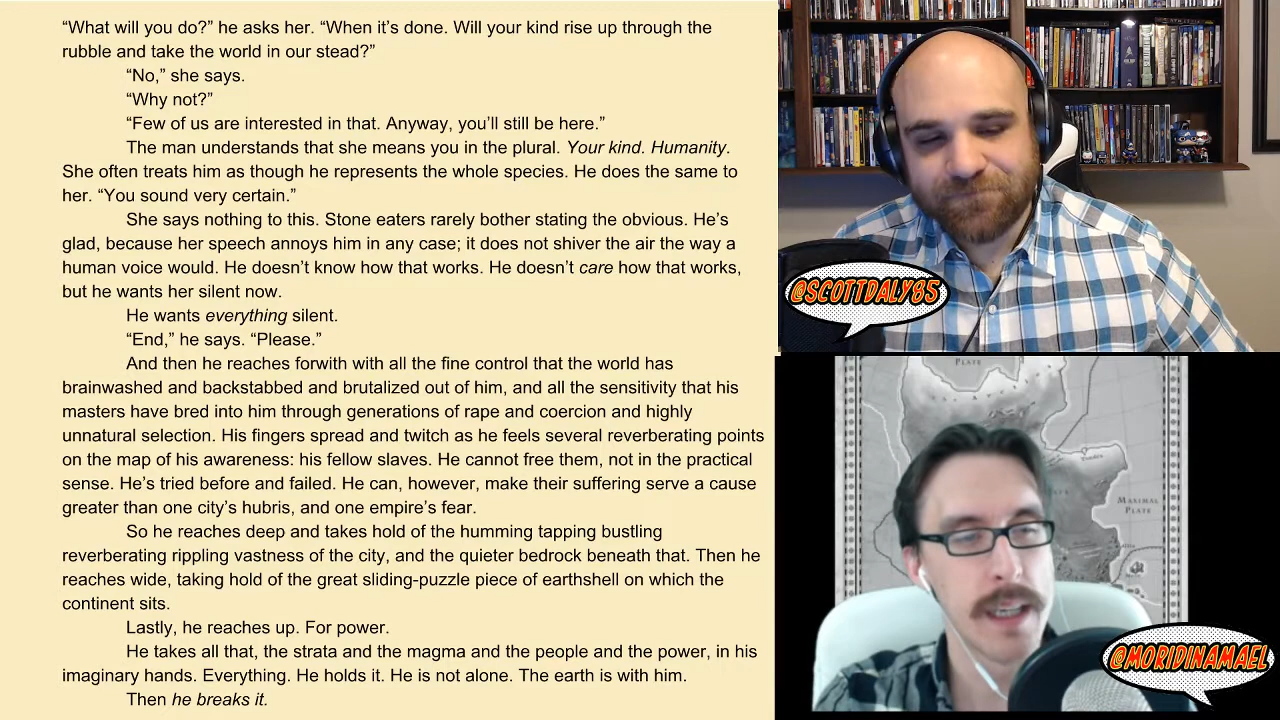 “What will you do?” he asks her. “When it’s done. Will your kind rise up through the
rubble and take the world in our stead?”
“No,” she says.
“Why not?”
“Few of us are interested in that. Anyway, you’ll still be here.”
The man understands that she means you in the plural. Your kind. Humanity.
She often treats him as though he represents the whole species. He does the same to
her. “You sound very certain.”
She says nothing to this. Stone eaters rarely bother stating the obvious. He’s
glad, because her speech annoys him in any case; it does not shiver the air the way a
human voice would. He doesn’t know how that works. He doesn’t care how that works,
but he wants her silent now.
He wants everything silent.
“End,” he says. “Please.”
And then he reaches forwith with all the fine control that the world has
brainwashed and backstabbed and brutalized out of him, and all the sensitivity that his
masters have bred into him through generations of rape and coercion and highly
unnatural selection. His fingers spread and twitch as he feels several reverberating points
on the map of his awareness: his fellow slaves. He cannot free them, not in the practical
sense. He’s tried before and failed. He can, however, make their suffering serve a cause
greater than one city’s hubris, and one empire’s fear.
So he reaches deep and takes hold of the humming tapping bustling
reverberating rippling vastness of the city, and the quieter bedrock beneath that. Then he
reaches wide, taking hold of the great sliding-puzzle piece of earthshell on which the
continent sits.
Lastly, he reaches up. For power.
He takes all that, the strata and the magma and the people and the power, in his
imaginary hands. Everything. He holds it. He is not alone. The earth is with him.
Then he breaks it.
@SCOTTDALY85
PLATE
MAXIMAL
PLATE
@MORIDINAMAEL